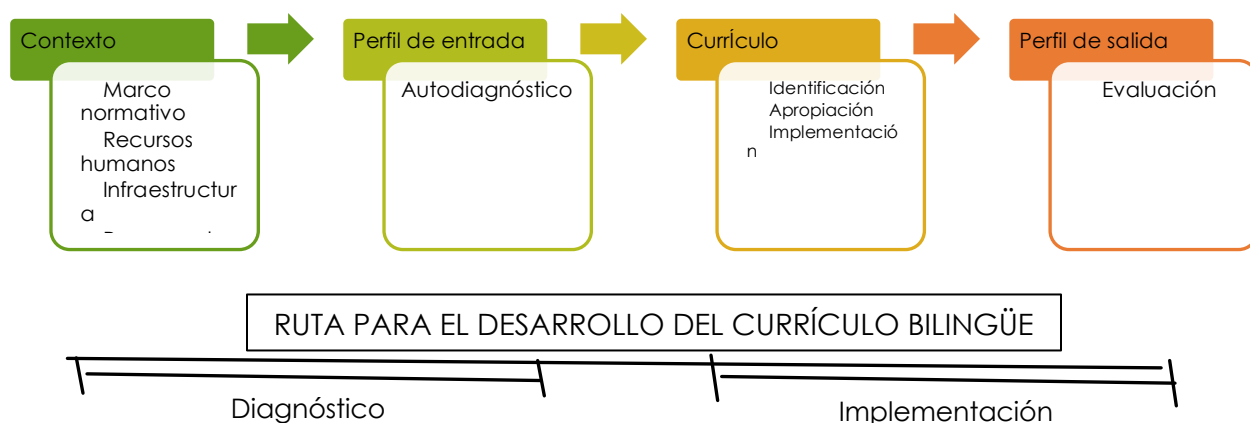 Contexto
Marco
normativo
Recursos
humanos
Infraestructur
a
Perfil de entrada
Autodiagnóstico
CurrÍculo
Identificación
Apropiación
Implementació
n
Perfil de salida
Evaluación
RUTA PARA EL DESARROLLO DEL CURRÍCULO BILINGÜE
Diagnóstico
Implementación